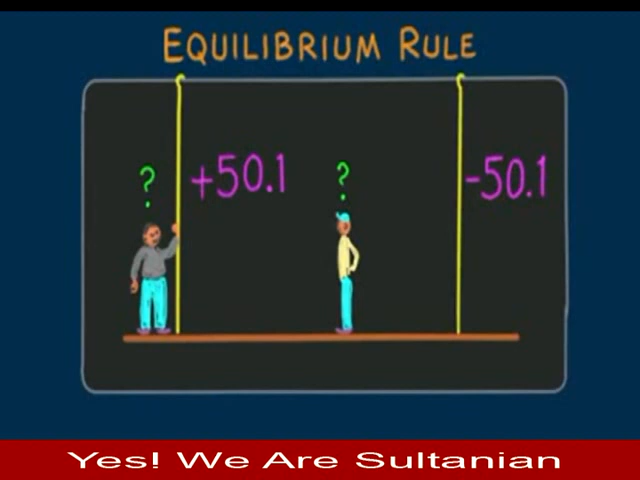 EQUILIBRIUM RULE
? +50.1 ? -50.1
Yes! We Are Sultanian